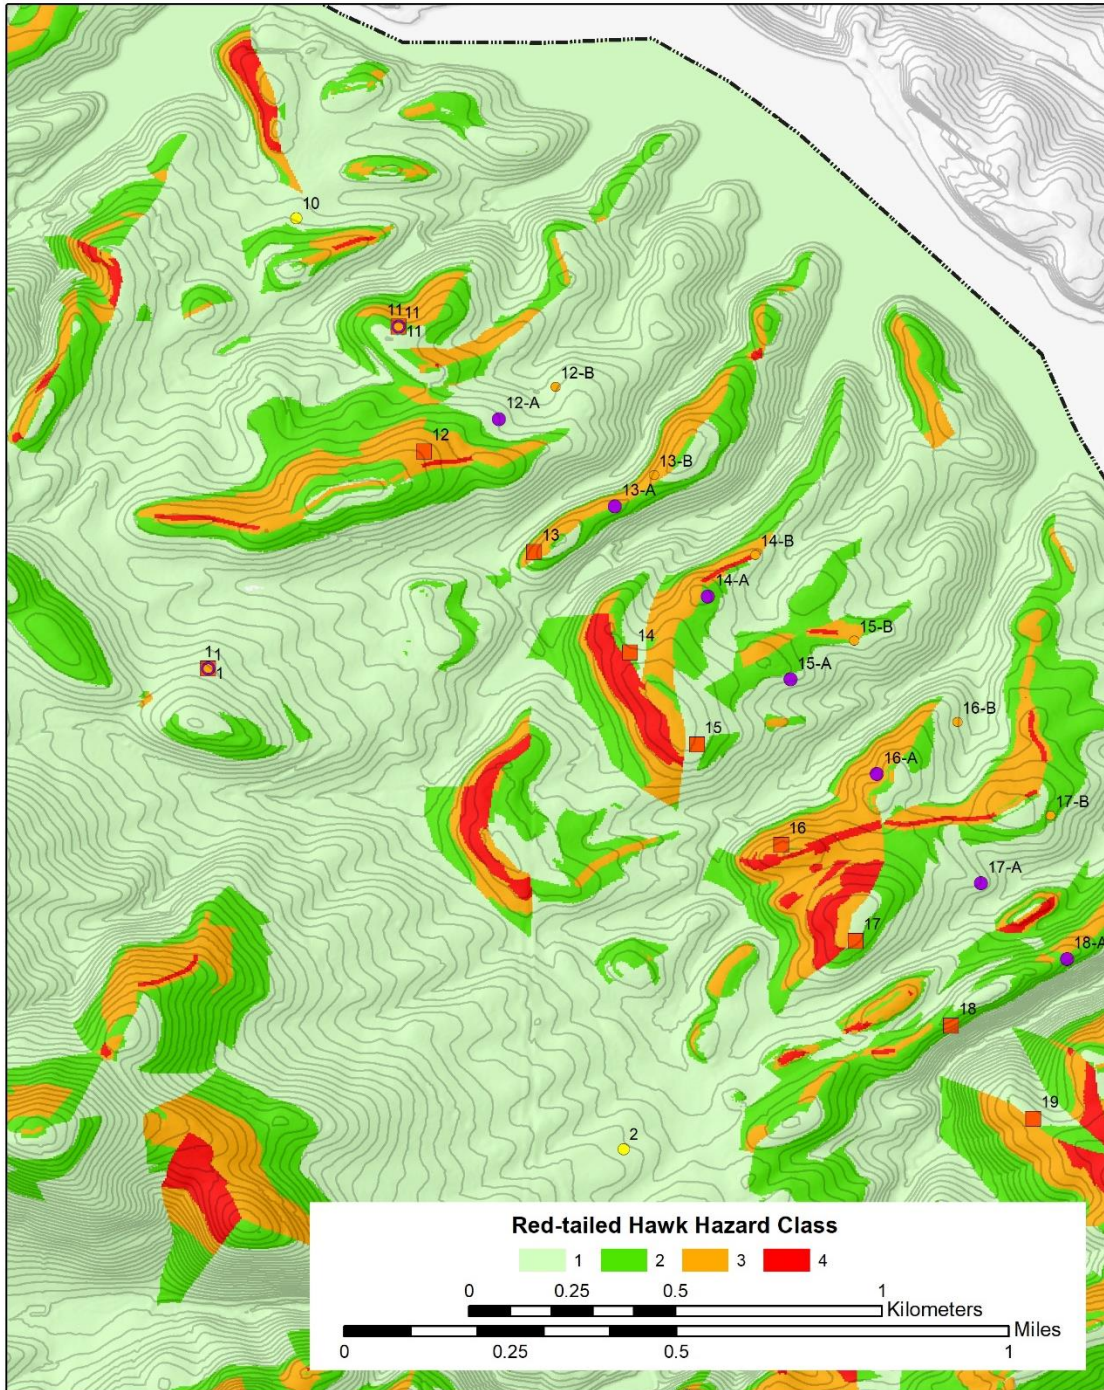 10
11 11
11
12-B
12-A
12
13-B
13-A
13
14-B
14-A
14
15-B
15-A
1 1
1
16-B
15
16-A
17-B
16
17-A
17
18-A
18
19
2
Red-tailed Hawk Hazard Class
1 2 3 4
0 0.25 0.5 1
Kilometers
Miles
0 0.25 0.5 1